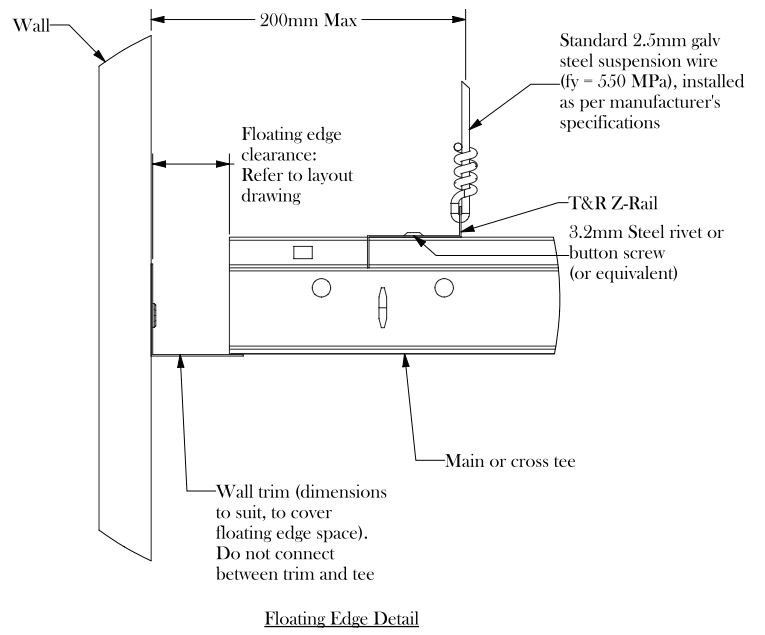 200mm Max
Wall
Standard 2.5mm galv
steel suspension wire
(fy = 550 MPa), installed
as per manufacturer's
specifications
Floating edge
clearance:
Refer to layout
drawing
T&R Z-Rail
3.2mm Steel rivet or
button screw
(or equivalent)
Main or cross tee
Wall trim (dimensions
to suit, to cover
floating edge space).
Do not connect
between trim and tee
Floating Edge Detail